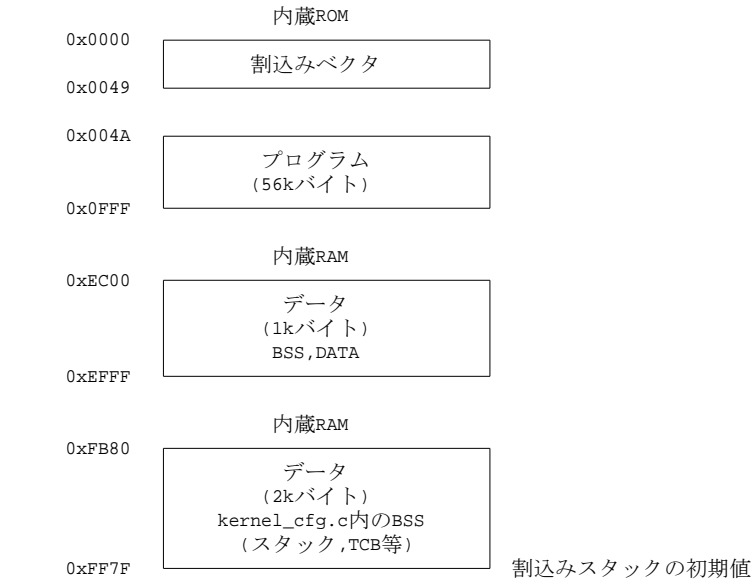 内蔵ROM
0x0000
割込みベクタ
0x0049
0x004A
プログラム
(56kバイト)
0x0FFF
内蔵RAM
0xEC00
データ
(1kバイト)
BSS,DATA
0xEFFF
内蔵RAM
0xFB80
データ
(2kバイト)
kernel_cfg.c内のBSS
(スタック,TCB等)
0xFF7F 割込みスタックの初期値